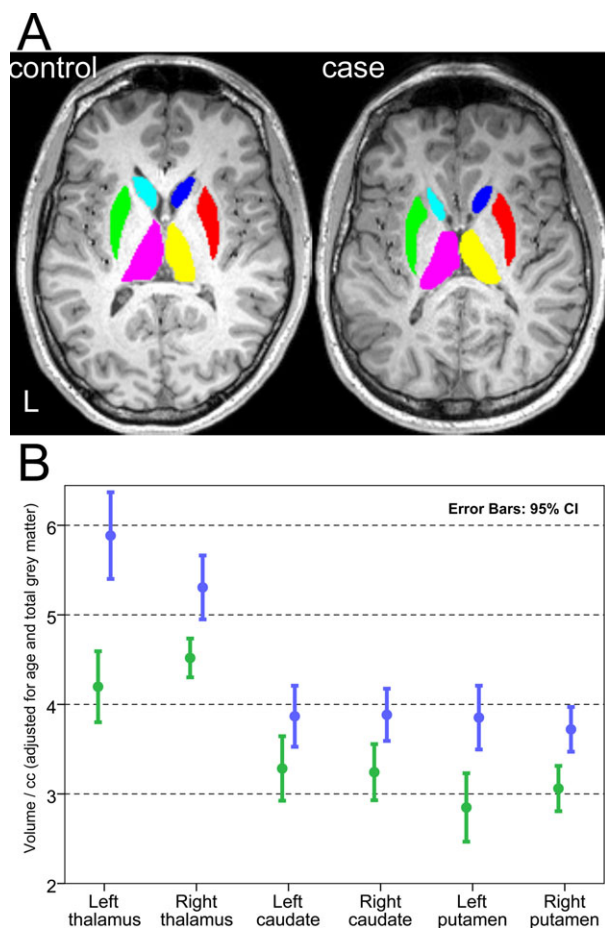 A
control case
L
B
Volume / cc (adjusted for age and total grey matter)
Error Bars: 95% CI
6
5
4
3
2
Left
thalamus
Right
thalamus
Left
caudate
Right
caudate
Left
putamen
Right
putamen